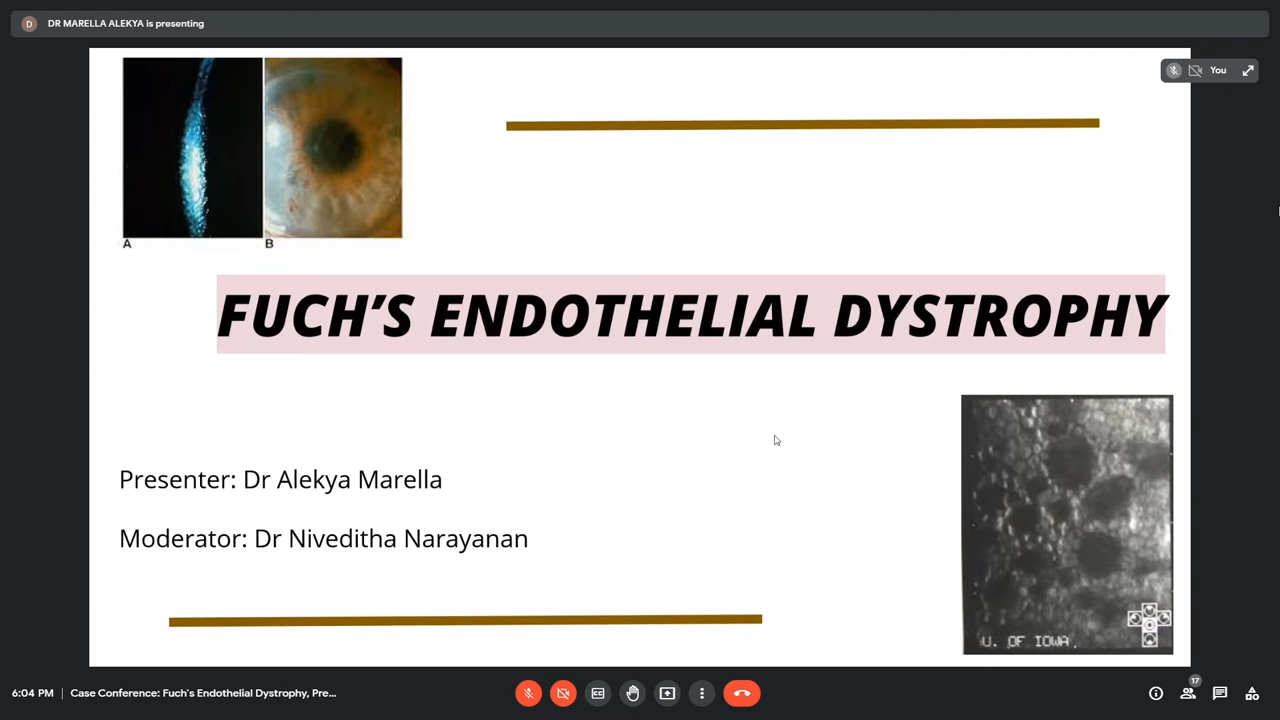 D DR MARELLA ALEKYA is presenting
You
A B
FUCH’S ENDOTHELIAL DYSTROPHY
Presenter: Dr Alekya Marella
Moderator: Dr Niveditha Narayanan
U. OF IOWA
6:04 PM | Case Conference: Fuch's Endothelial Dystrophy, Pre...
CC
17